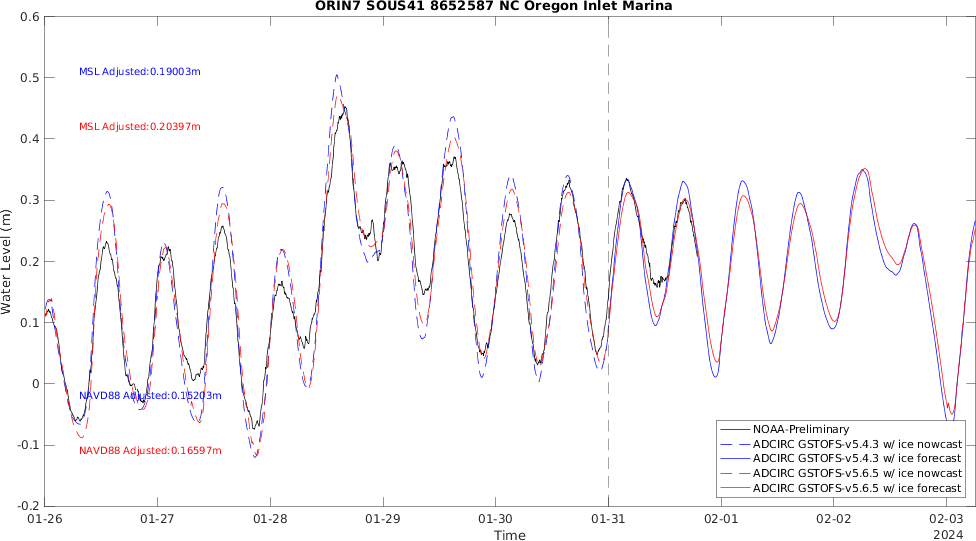 ORIN7 SOUS41 8652587 NC Oregon Inlet Marina
0.6
0.5
0.4
0.3
0.2
0.1
0
-0.1
-0.2
Water Level (m)
MSL Adjusted:0.19003m
MSL Adjusted:0.20397m
NAVD88 Adjusted:0.15203m
NAVD88 Adjusted:0.16597m
NOAA-Preliminary
ADCIRC GSTOFS-v5.4.3 w/ ice nowcast
ADCIRC GSTOFS-v5.4.3 w/ ice forecast
ADCIRC GSTOFS-v5.6.5 w/ ice nowcast
ADCIRC GSTOFS-v5.6.5 w/ ice forecast
01-26 01-27 01-28 01-29 01-30 01-31 02-01 02-02 02-03
Time
2024